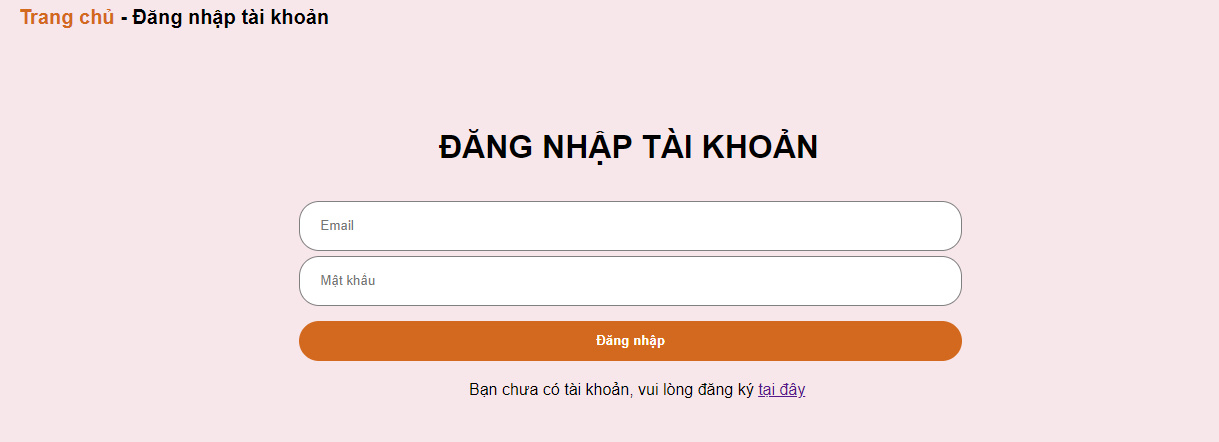 Trang chủ - Đăng nhập tài khoản
ĐĂNG NHẬP TÀI KHOẢN
Email
Mật khẩu
Đăng nhập
Bạn chưa có tài khoản, vui lòng đăng ký tại đây